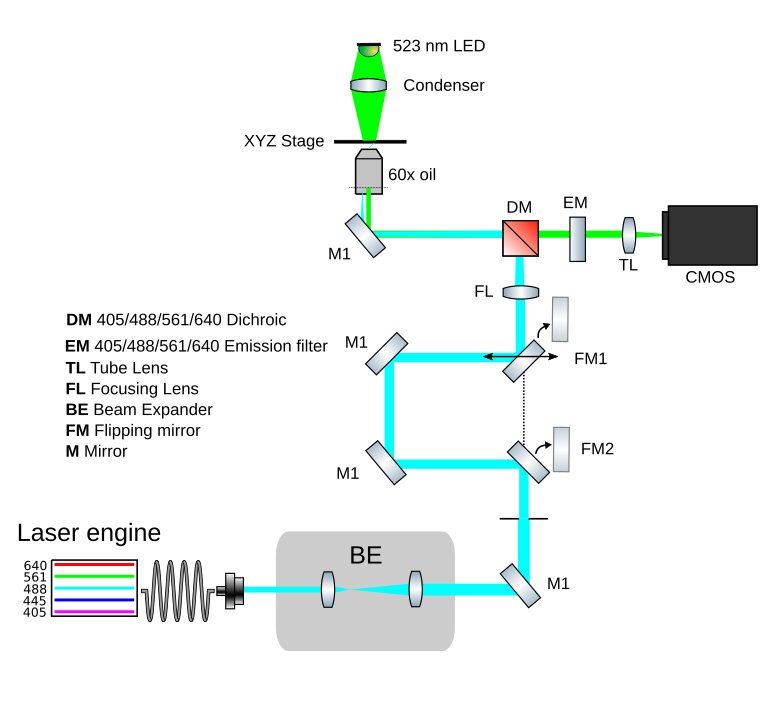 523 nm LED
Condenser
XYZ Stage
60x oil
DM
EM
M1
TL
CMOS
FL
DM 405/488/561/640 Dichroic
EM 405/488/561/640 Emission filter
TL Tube Lens
FL Focusing Lens
BE Beam Expander
FM Flipping mirror
M Mirror
M1
FM1
FM2
M1
Laser engine
BE
M1
640
561
488
445
405